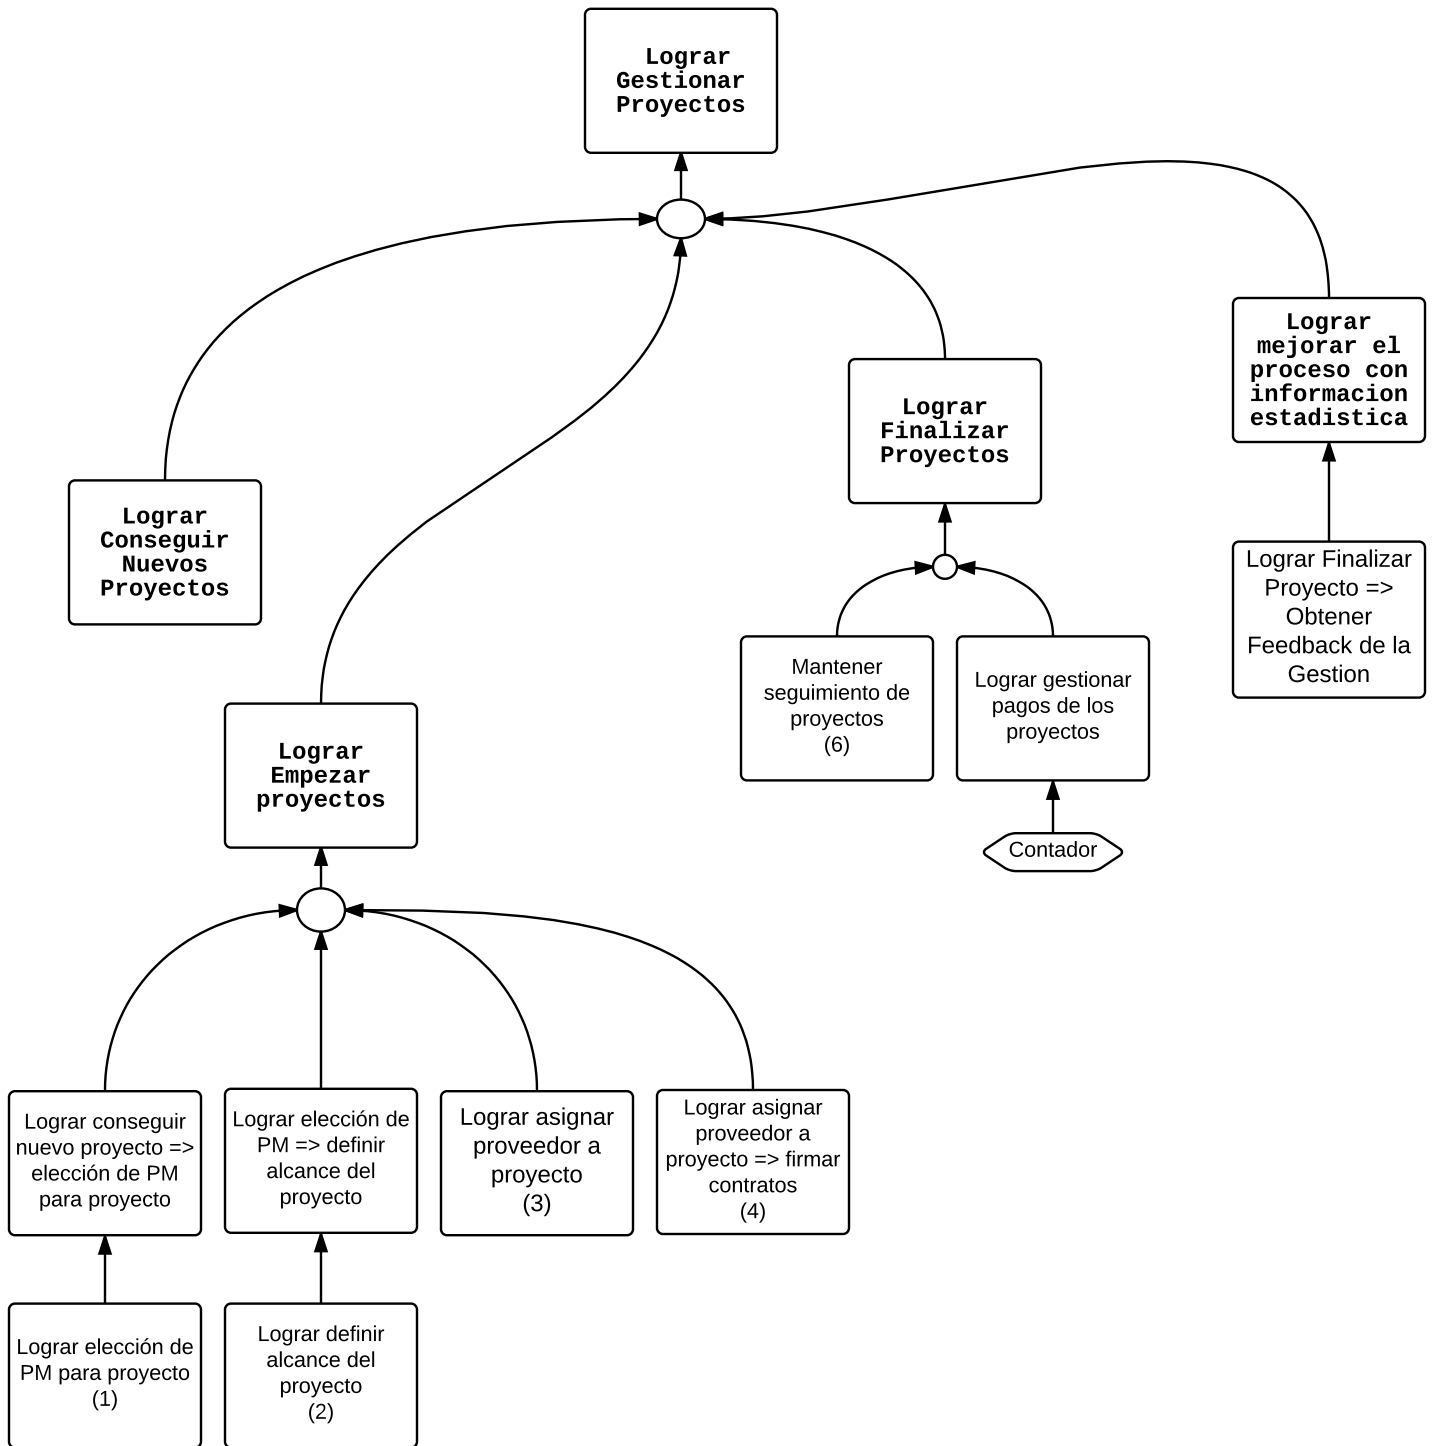 Lograr
Gestionar
Proyectos
Lograr
mejorar el
proceso con
informacion
estadistica
Lograr
Finalizar
Proyectos
Lograr
Conseguir
Nuevos
Proyectos
Lograr Finalizar
Proyecto =>
Obtener
Feedback de la
Gestion
Mantener
seguimiento de
proyectos
(6)
Lograr gestionar
pagos de los
proyectos
Lograr
Empezar
proyectos
Contador
Lograr conseguir
nuevo proyecto =>
elección de PM
para proyecto
Lograr elección de
PM => definir
alcance del
proyecto
Lograr asignar
proveedor a
proyecto
(3)
Lograr asignar
proveedor a
proyecto => firmar
contratos
(4)
Lograr elección de
PM para proyecto
(1)
Lograr definir
alcance del
proyecto
(2)